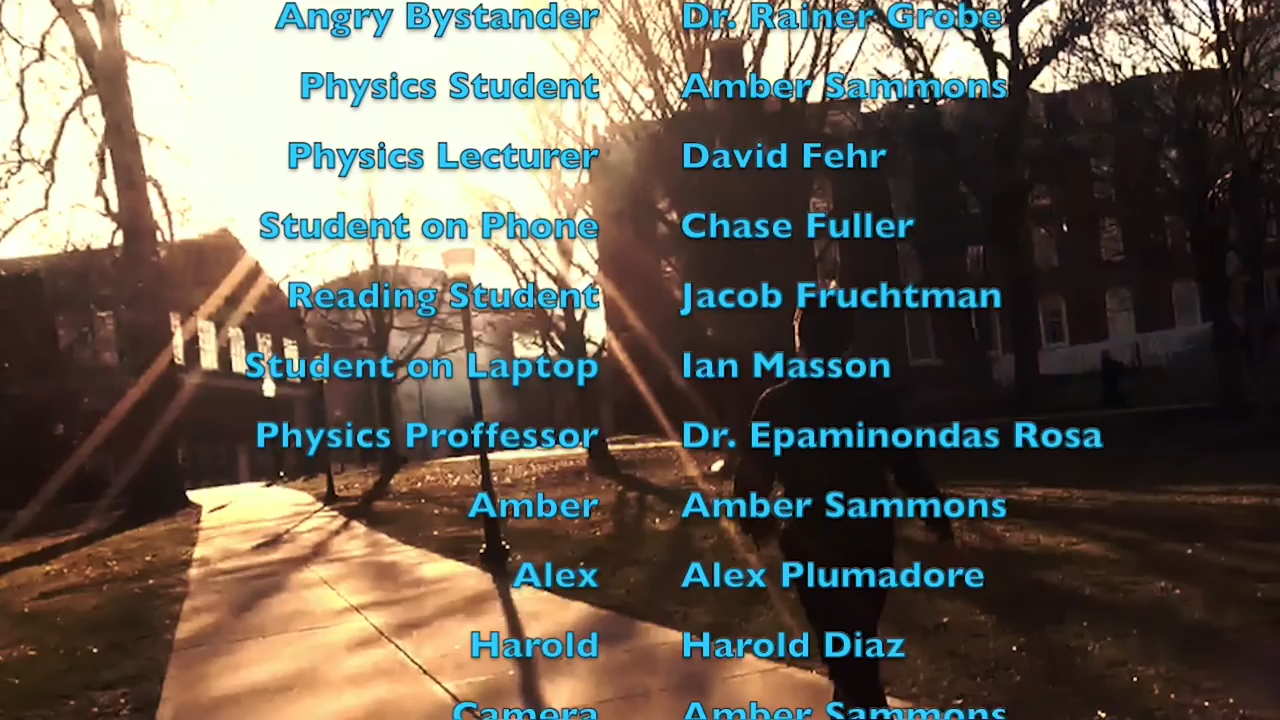 Angry Bystander Dr. Rainer Grobe
Physics Student Amber Sammons
Physics Lecturer David Fehr
Student on Phone Chase Fuller
Reading Student Jacob Fruchtman
Student on Laptop Ian Masson
Physics Proffessor Dr. Epaminondas Rosa
Amber Amber Sammons
Alex Alex Plumadore
Harold Harold Diaz
Camera Amber Sammons